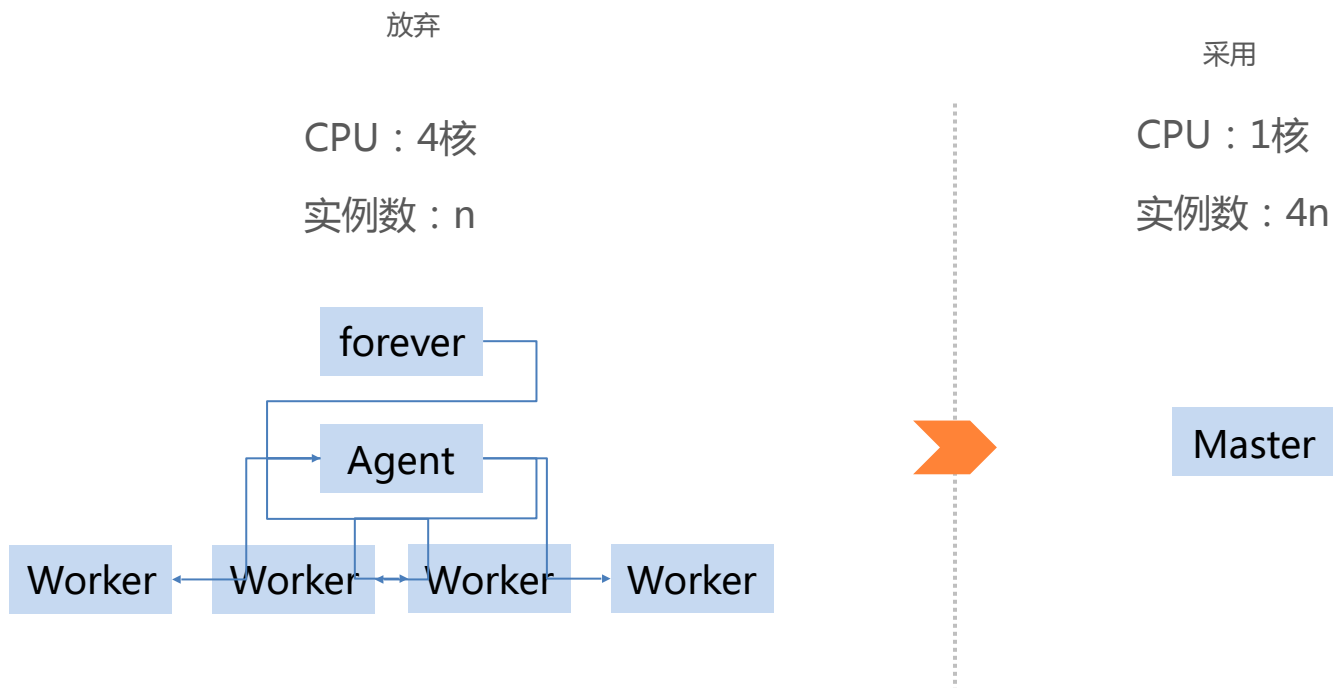 放弃
CPU：4核
实例数：n
forever
Agent
Worker
Worker
Worker
Worker
采用
CPU：1核
实例数：4n
Master